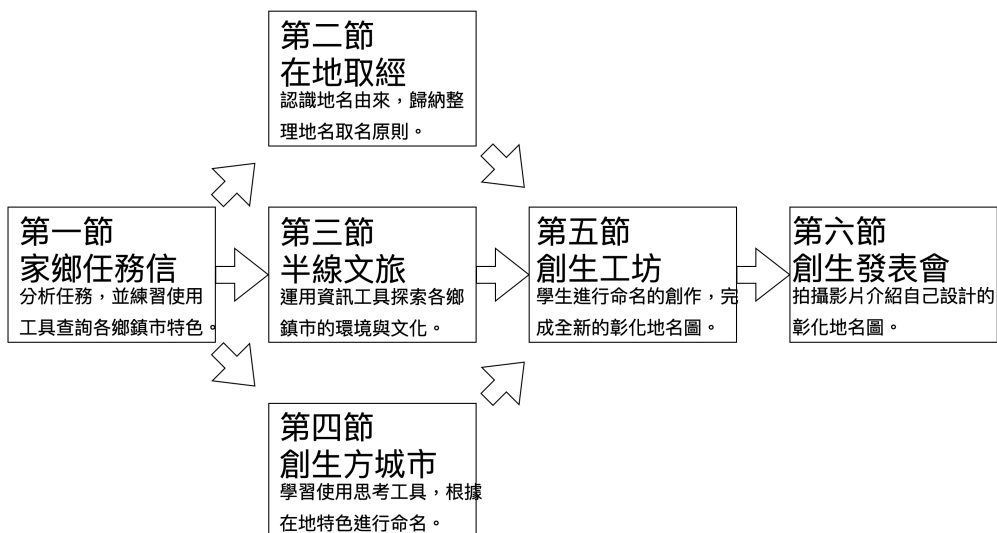 第一節
家鄉任務信
分析任務，並練習使用
工具查詢各鄉鎮市特色。
第二節
在地取經
認識地名由來，歸納整
理地名取名原則。
第三節
半線文旅
運用資訊工具探索各鄉
鎮市的環境與文化。
第四節
創生方城市
學習使用思考工具，根據
在地特色進行命名。
第五節
創生工坊
學生進行命名的創作，完
成全新的彰化地名圖。
第六節
創生發表會
拍攝影片介紹自己設計的
彰化地名圖。